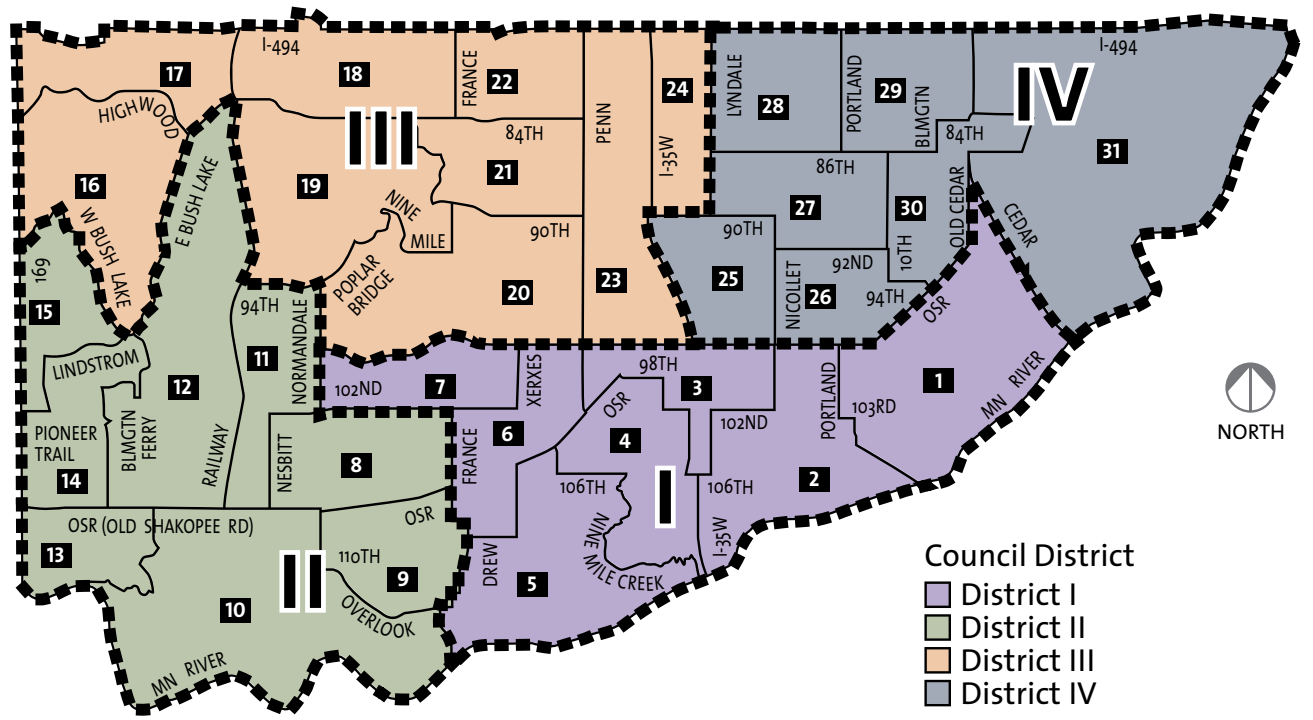 I-494
I-494
17
18
FRANCE
22
PENN
24
LYNDALE
28
PORTLAND
29
BLMGTN
IV
HIGHWOOD
III
84TH
84TH
31
I-35W
16
19
21
86TH
E BUSH LAKE
NINE
MILE
27
30
OLD CEDAR
CEDAR
W BUSH LAKE
90TH
90TH
10TH
169
POPLAR
BRIDGE
20
23
25
92ND
NICOLLET
26
94TH
OSR
15
94TH
NORMANDALE
11
LINDSTROM
12
102ND
7
XERXES
98TH
3
1
MN RIVER
OSR
PORTLAND
103RD
102ND
PIONEER
TRAIL
BLMGTN
FERRY
RAILWAY
NESBITT
8
FRANCE
6
4
14
106TH
I
106TH
2
OSR (OLD SHAKOPEE RD)
OSR
13
110TH
II
9
DREW
5
NINE
MILE CREEK
I-35W
10
OVERLOOK
MN RIVER
NORTH
Council District
District I
District II
District III
District IV